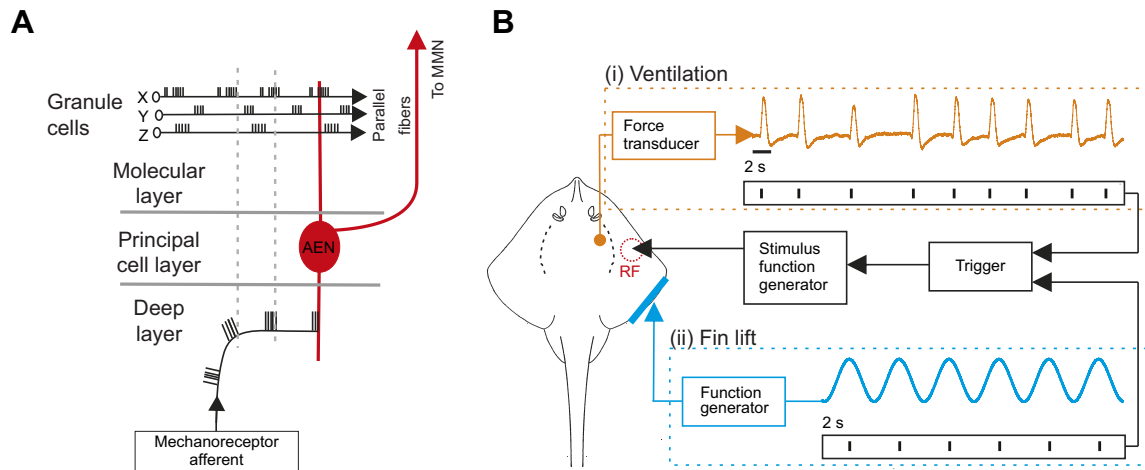 A
Granule
cells
X
Y
Z
Parallel
fibers
To MMN
Molecular
layer
Principal
cell layer
AEN
Deep
layer
Mechanoreceptor
afferent
B
(i) Ventilation
Force
transducer
2 s
RF
Stimulus
function
generator
Trigger
(ii) Fin lift
Function
generator
2 s